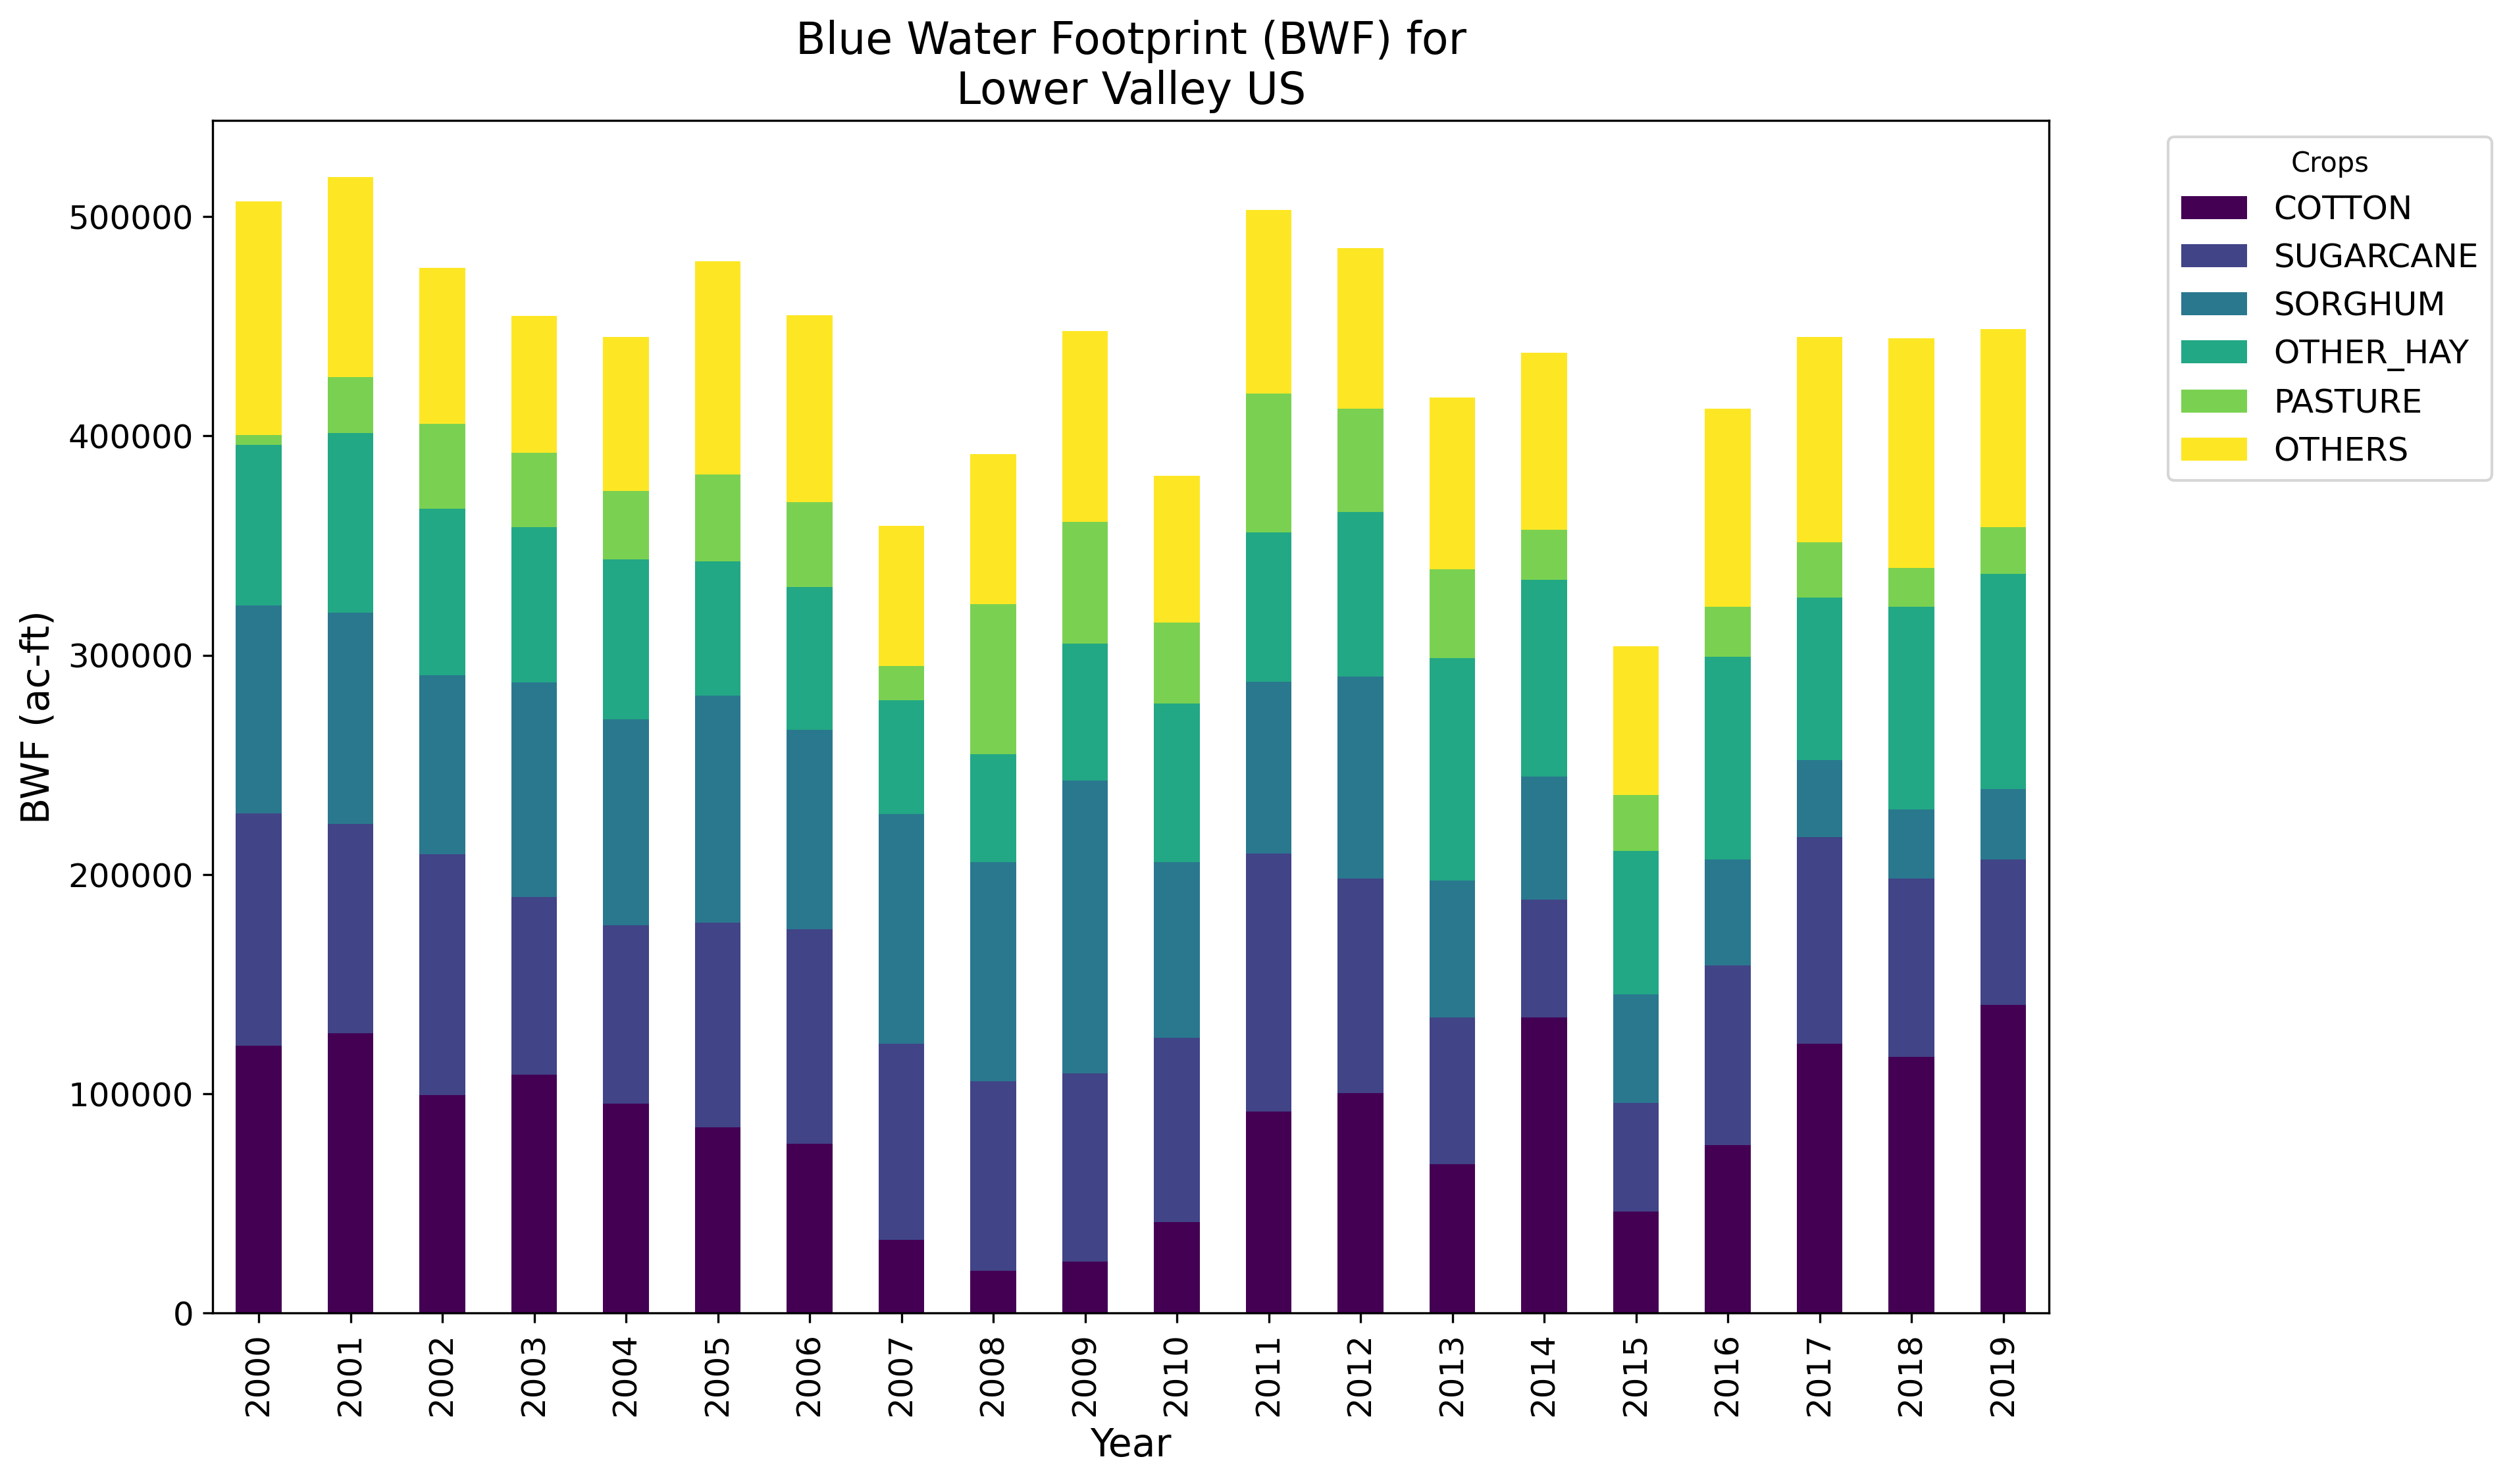 Blue Water Footprint (BWF) for
Lower Valley US
BWF (ac-ft)
500000
400000
300000
200000
100000
0
2000
2001
2002
2003
2004
2005
2006
2007
2008
2009
2010
2011
2012
2013
2014
2015
2016
2017
2018
2019
Year
Crops
COTTON
SUGARCANE
SORGHUM
OTHER_HAY
PASTURE
OTHERS